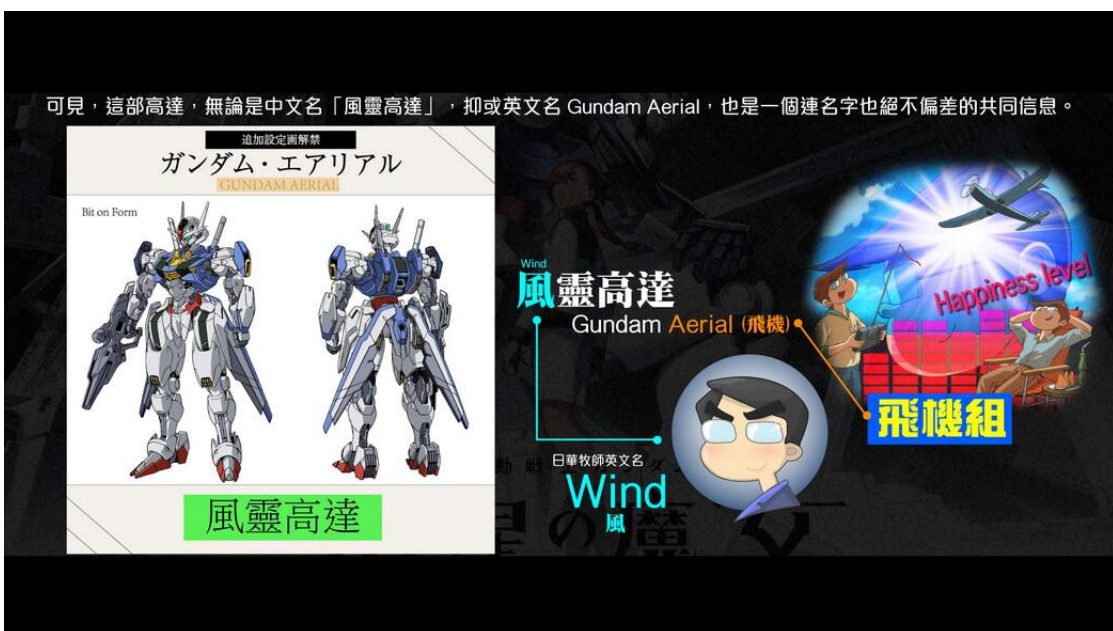 可見，這部高達，無論是中文名「風靈高達」，抑或英文名 Gundam Aerial，也是一個連名字也絕不偏差的共同信息。
追加設定画解禁
ガンダム・エアリアル
GUNDAM AERIAL
Bit on Form
風靈高達
Wind
風靈高達
Gundam Aerial (飛機)
日華牧師英文名
Wind
風
Happiness level
飛機組
星の魔女